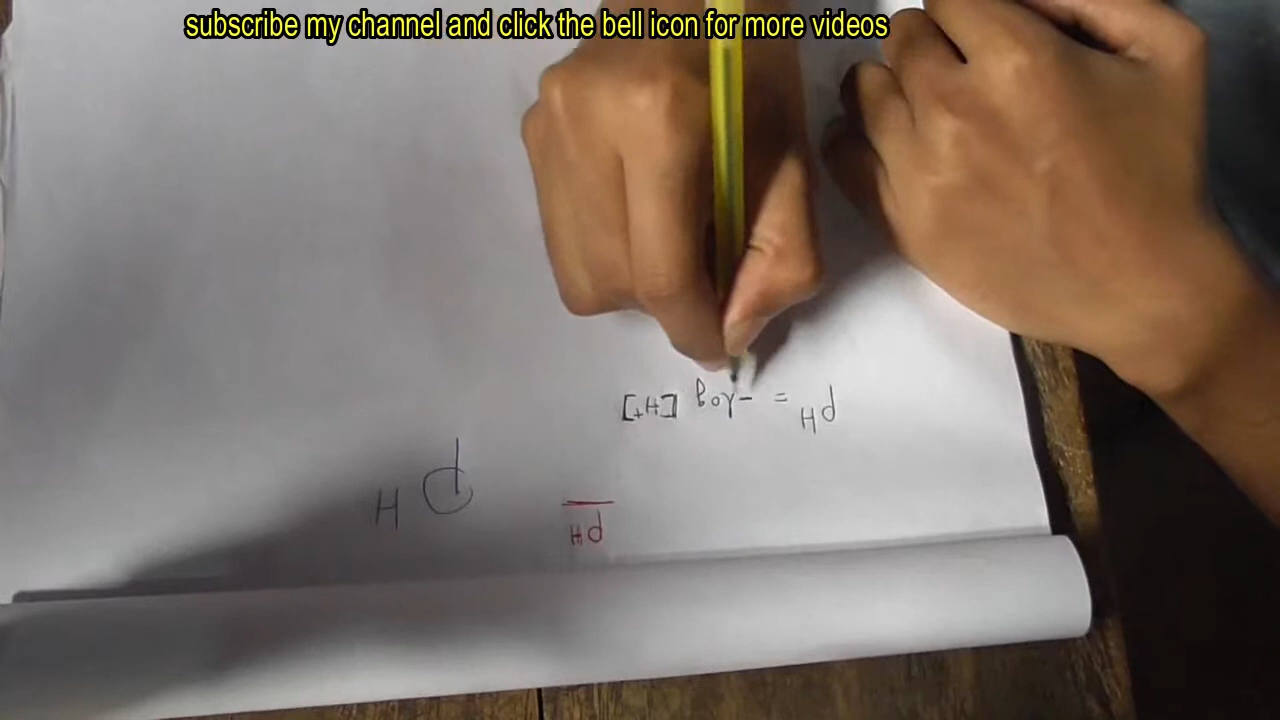 subscribe my channel and click the bell icon for more videos
pH
pH = -log [H+]
pH